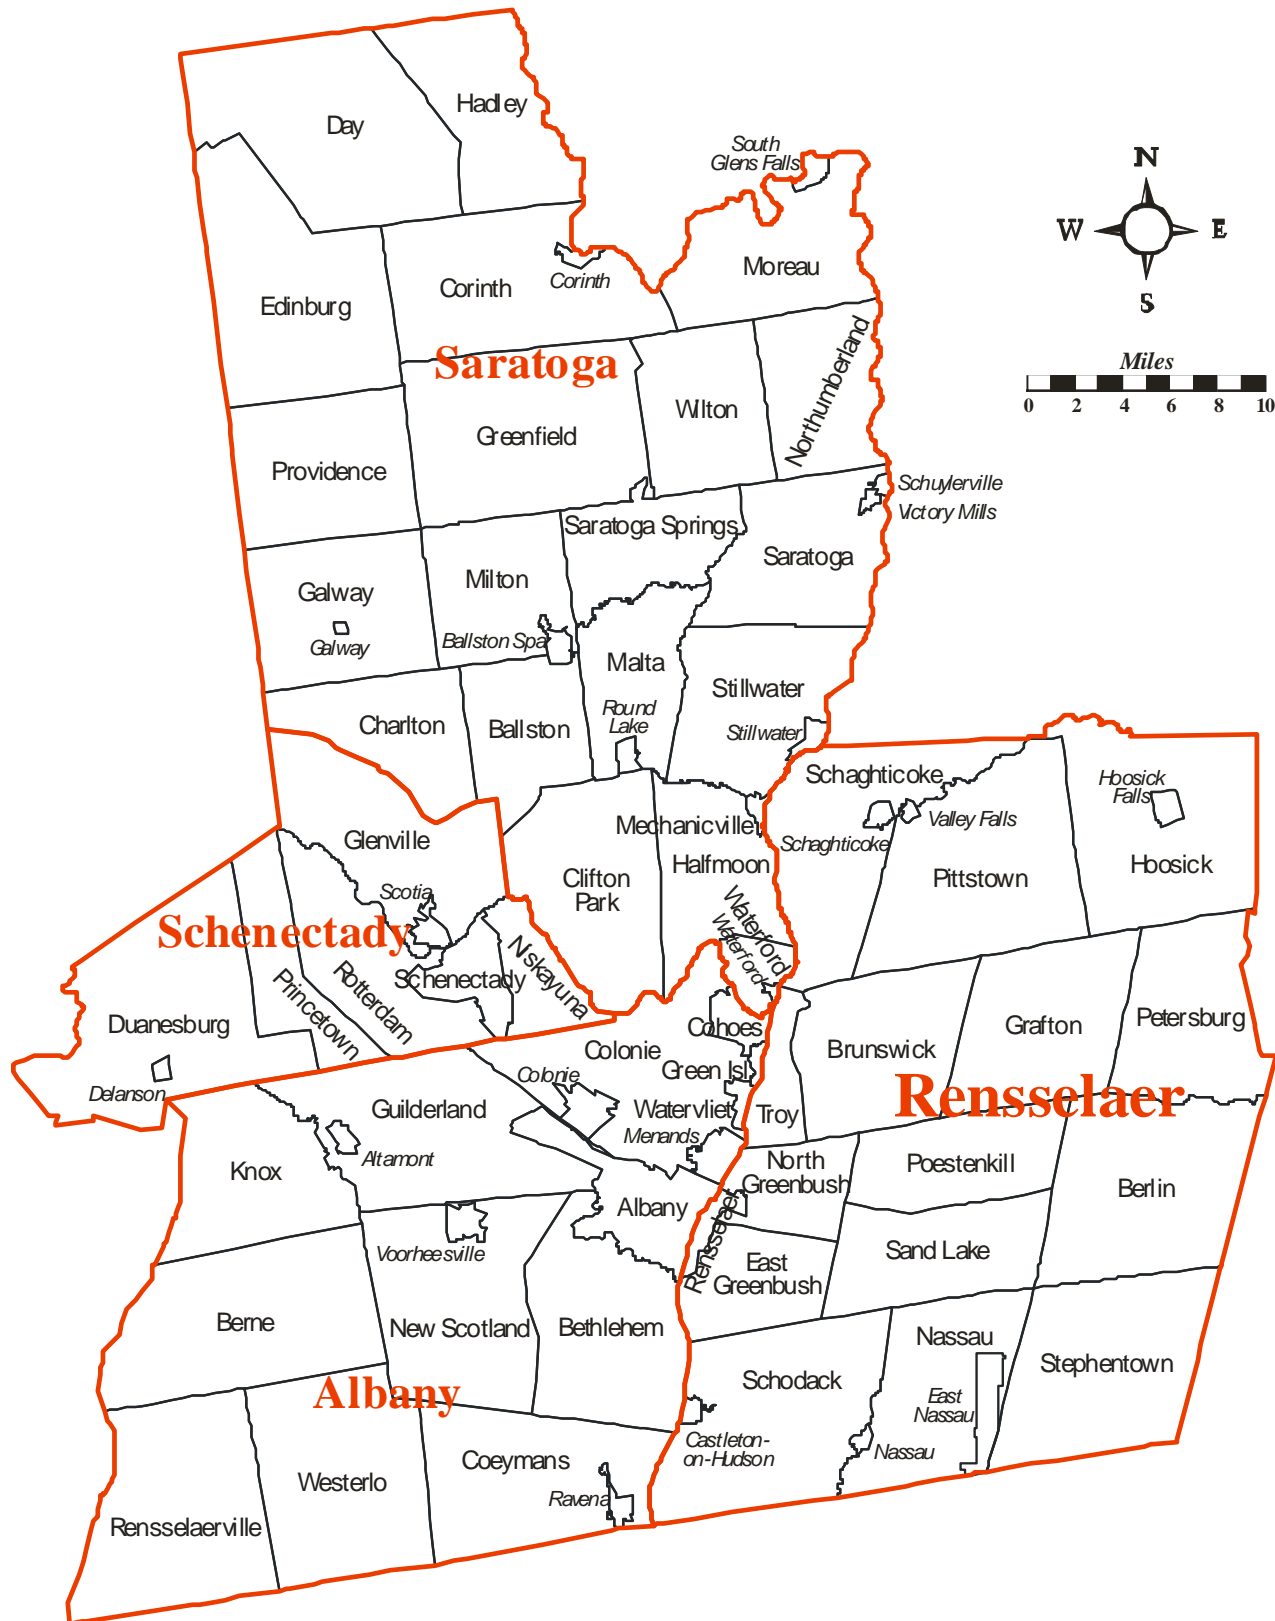 Hadley
Day
South
Glens Falls
N
W
E
S
Moreau
Corinth
Corinth
Edinburg
Saratoga
Miles
0 2 4 6 8 10
Northumberland
Wilton
Greenfield
Providence
Schuylerville
Victory Mills
Saratoga Springs
Saratoga
Milton
Galway
Galway
Ballston Spa
Malta
Stillwater
Round
Lake
Stillwater
Charlton
Ballston
Schaghticoke
Hoosick
Falls
Valley Falls
Schaghticoke
Mechanicville
Glenville
Halfmoon
Hoosick
Clifton
Park
Pittstown
Scotia
Waterford
Waterford
Schenectady
Niskayuna
Schenectady
Rotterdam
Princetown
Duanesburg
Delanson
Cohoes
Petersburg
Grafton
Brunswick
Colonie
Green Isl
Colonie
Rensselaer
Guilderland
Watervliet
Troy
Menands
Altamont
Knox
North
Greenbush
Poestenkill
Berlin
Albany
Rensselaer
Voorheesville
Sand Lake
East
Greenbush
Berne
New Scotland
Bethlehem
Nassau
Stephentown
Schodack
Albany
East
Nassau
Castleton-
on-Hudson
Nassau
Coeymans
Westerlo
Ravena
Rensselaerville